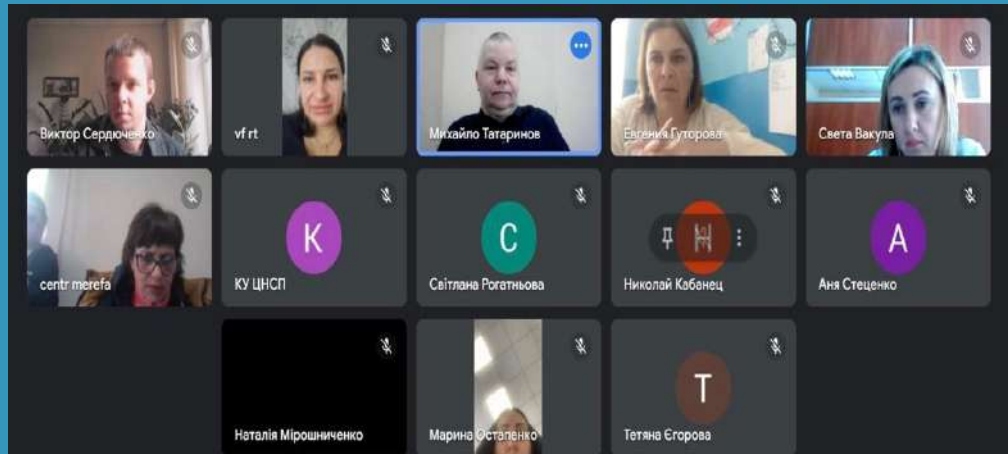 Виктор Сердюченко
vf rt
Михайло Татаринов
Евгения Гуторова
Света Вакула
centr merefa
К
КУ ЦНСП
С
Світлана Рогатньова
Н
Николай Кабанец
А
Аня Стеценко
Наталія Мірошниченко
Марина Остапенко
Т
Тетяна Єгорова